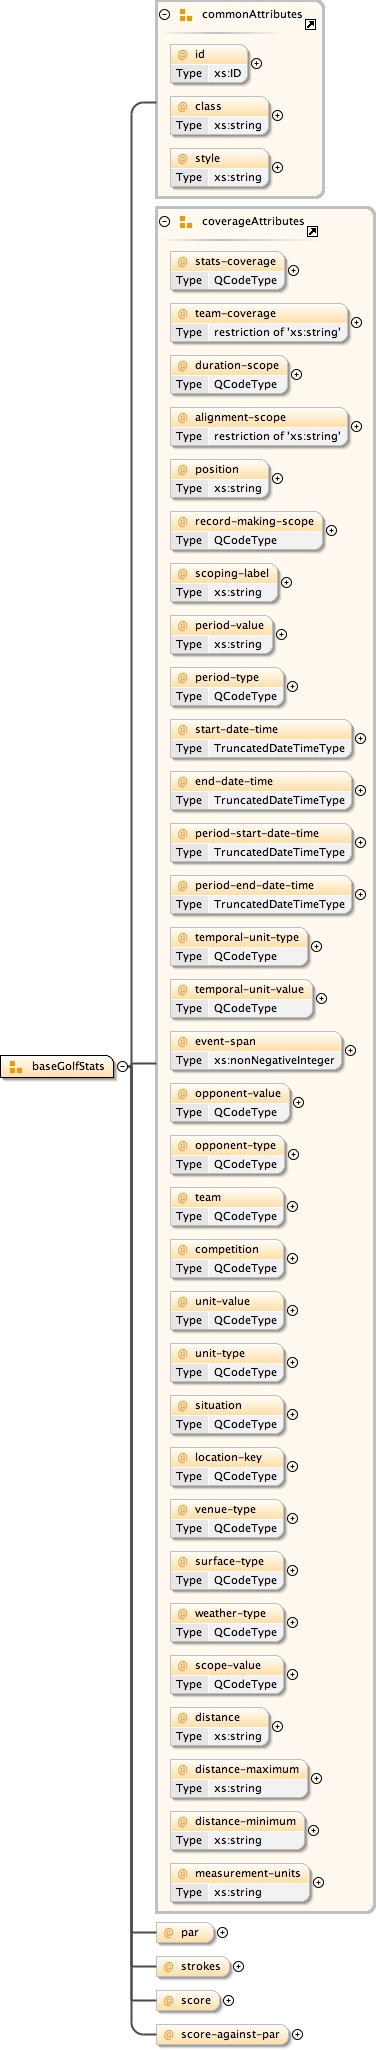 commonAttributes
@ id
Type xs:ID
@ class
Type xs:string
@ style
Type xs:string
coverageAttributes
@ stats-coverage
Type QCodeType
@ team-coverage
Type restriction of 'xs:string'
@ duration-scope
Type QCodeType
@ alignment-scope
Type restriction of 'xs:string'
@ position
Type xs:string
@ record-making-scope
Type QCodeType
@ scoping-label
Type xs:string
@ period-value
Type xs:string
@ period-type
Type QCodeType
@ start-date-time
Type TruncatedDateTimeType
@ end-date-time
Type TruncatedDateTimeType
@ period-start-date-time
Type TruncatedDateTimeType
@ period-end-date-time
Type TruncatedDateTimeType
@ temporal-unit-type
Type QCodeType
@ temporal-unit-value
Type QCodeType
@ event-span
Type xs:nonNegativeInteger
baseGolfStats
@ opponent-value
Type QCodeType
@ opponent-type
Type QCodeType
@ team
Type QCodeType
@ competition
Type QCodeType
@ unit-value
Type QCodeType
@ unit-type
Type QCodeType
@ situation
Type QCodeType
@ location-key
Type QCodeType
@ venue-type
Type QCodeType
@ surface-type
Type QCodeType
@ weather-type
Type QCodeType
@ scope-value
Type QCodeType
@ distance
Type xs:string
@ distance-maximum
Type xs:string
@ distance-minimum
Type xs:string
@ measurement-units
Type xs:string
@ par
@ strokes
@ score
@ score-against-par